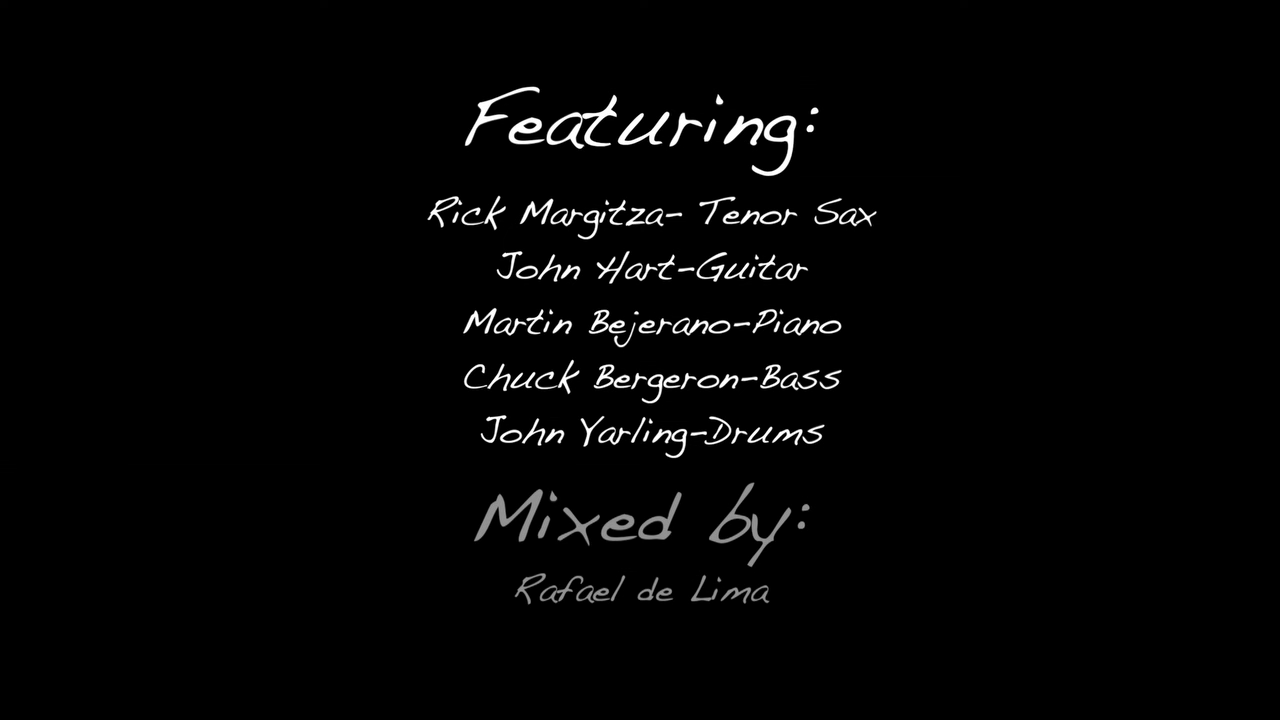 Featuring:
Rick Margitza- Tenor Sax
John Hart-Guitar
Martin Bejerano-Piano
Chuck Bergeron-Bass
John Yarling-Drums
Mixed by:
Rafael de Lima